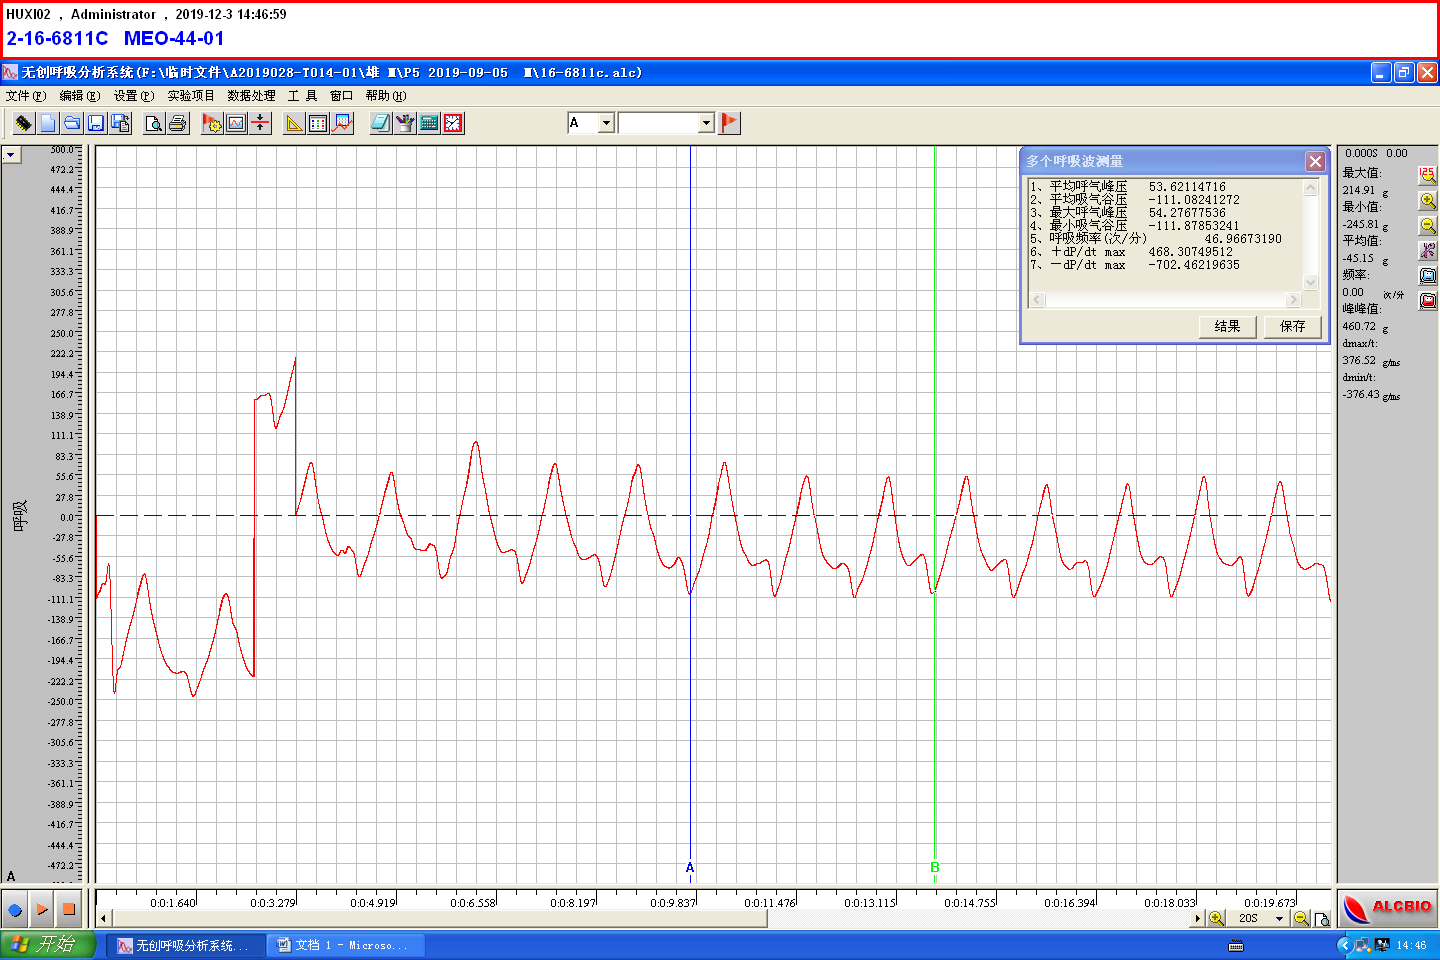 HUXI02 , Administrator , 2019-12-3 14:46:59
2-16-6811C MEO-44-01
无创呼吸分析系统(F:\临时文件\A2019028-T014-01\雄 M\P5 2019-09-05 M\16-6811c.alc)
文件(F) 编辑(E) 设置(P) 实验项目 数据处理 工 具 窗口 帮助(H)
A
500.0
472.2
444.4
416.7
388.9
361.1
333.3
305.6
277.8
250.0
222.2
194.4
166.7
138.9
111.1
83.3
55.6
27.8
0.0
-27.8
-55.6
-83.3
-111.1
-138.9
-166.7
-194.4
-222.2
-250.0
-277.8
-305.6
-333.3
-361.1
-388.9
-416.7
-444.4
-472.2
呼吸
A
多个呼吸波测量
1、平均呼气峰压 53.62114716
2、平均吸气谷压 -111.08241272
3、最大呼气峰压 54.27677536
4、最小吸气谷压 -111.87853241
5、呼吸频率(次/分) 46.96673190
6、＋dP/dt max 468.30749512
7、－dP/dt max -702.46219635
结果 保存
0.000S 0.00
最大值:
214.91 g
最小值:
-245.81 g
平均值:
-45.15 g
频率:
0.00 次/分
峰峰值:
460.72 g
dmax/t:
376.52 g/ms
dmin/t:
-376.43 g/ms
125
A B
0:0:1.640 0:0:3.279 0:0:4.919 0:0:6.558 0:0:8.197 0:0:9.837 0:0:11.476 0:0:13.115 0:0:14.755 0:0:16.394 0:0:18.033 0:0:19.673
20S
ALCBIO
开始 无创呼吸分析系统... 文档 1 - Microso... 14:46